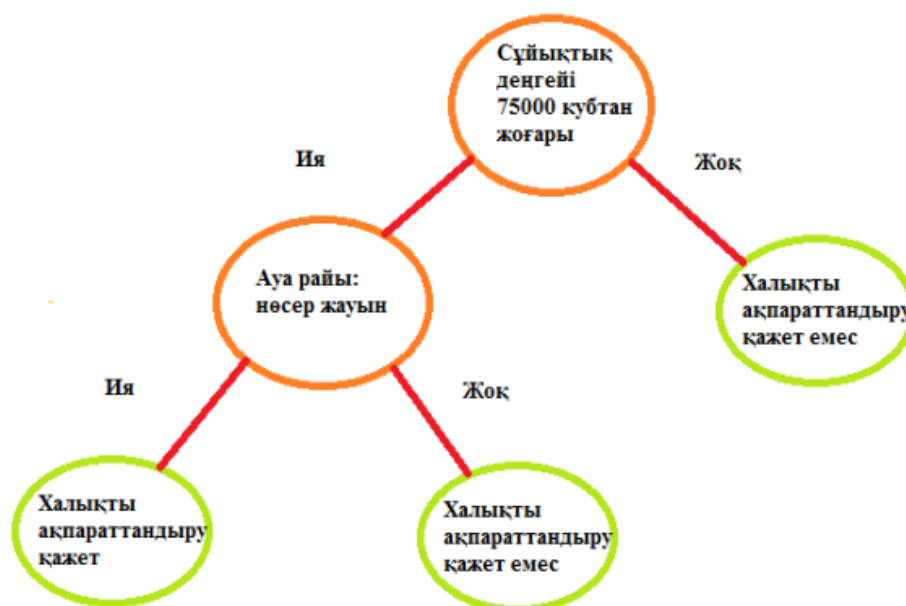 Сұйықтық
деңгейі
75000 кубтан
жоғары
Ия
Жоқ
Ауа райы:
нөсер жауын
Халықты
ақпараттандыру
қажет емес
Ия
Жоқ
Халықты
ақпараттандыру
қажет
Халықты
ақпараттандыру
қажет емес